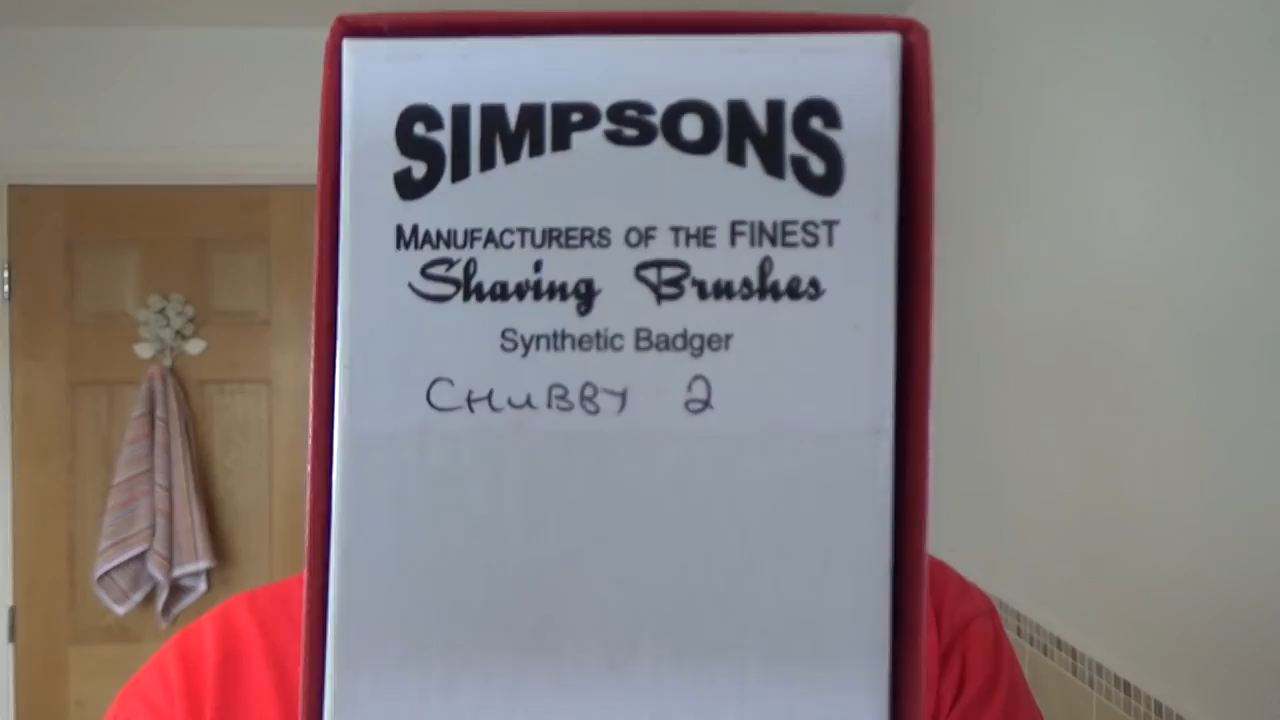 SIMPSONS
MANUFACTURERS OF THE FINEST
Shaving Brushes
Synthetic Badger
CHUBBY 2